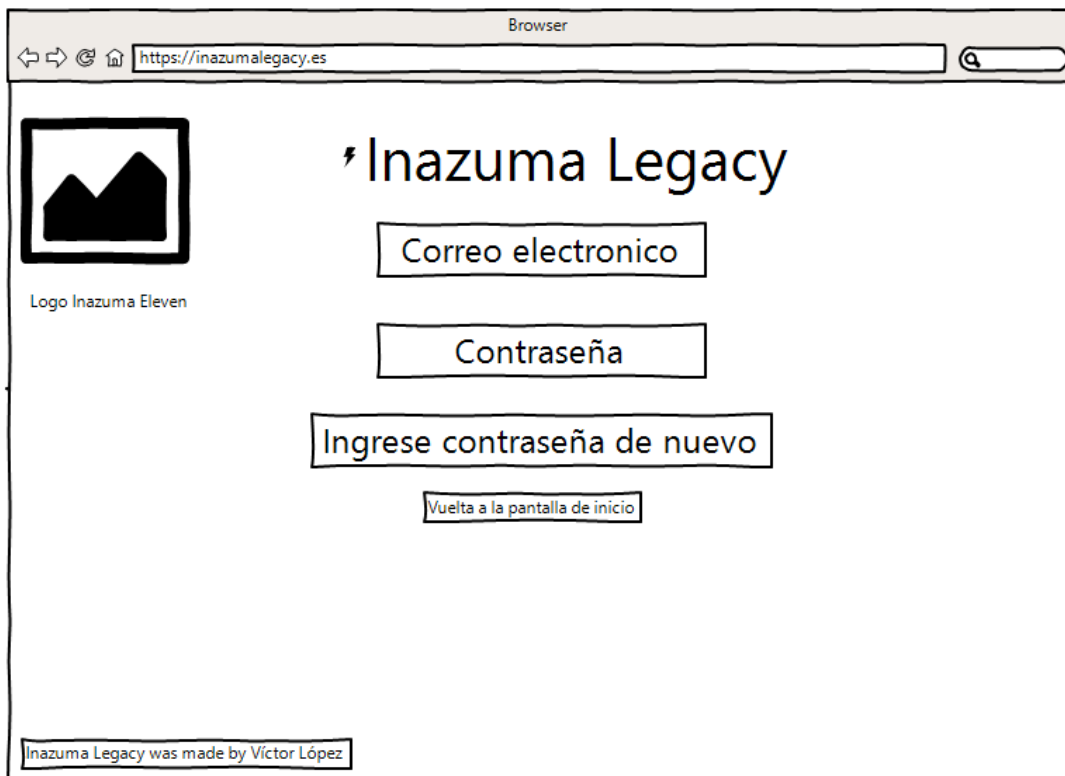 Browser
https://inazumalegacy.es
Inazuma Legacy
Correo electronico
Logo Inazuma Eleven
Contraseña
Ingrese contraseña de nuevo
Vuelta a la pantalla de inicio
Inazuma Legacy was made by Víctor López